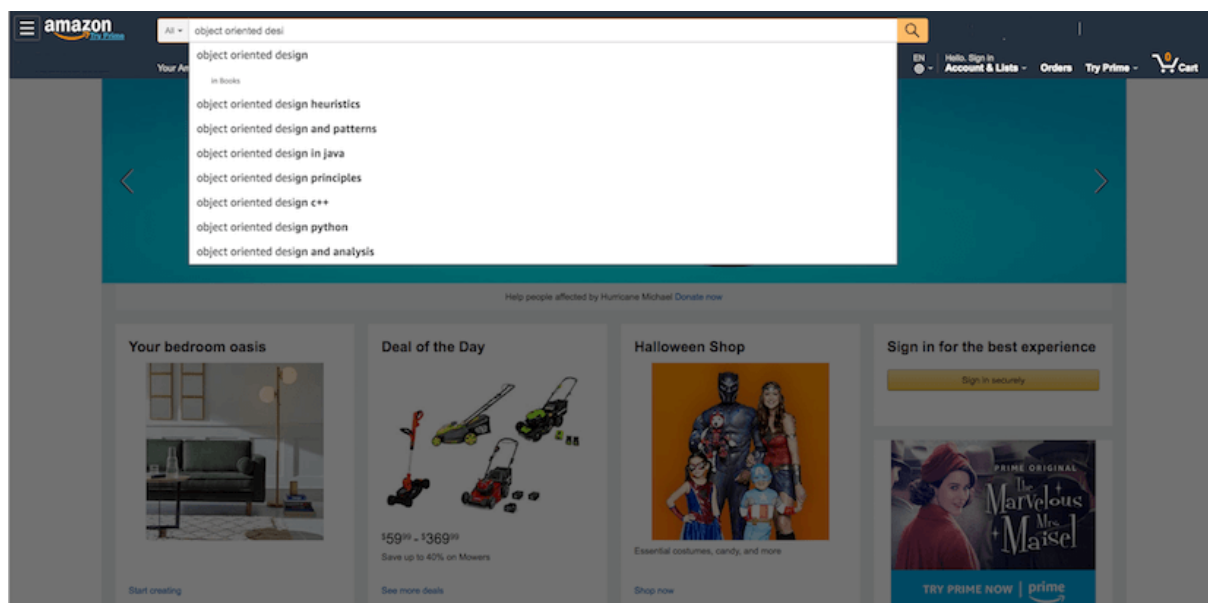 amazon
Try Prime
All
object oriented desi
object oriented design
in Books
object oriented design heuristics
object oriented design and patterns
object oriented design in java
object oriented design principles
object oriented design c++
object oriented design python
object oriented design and analysis
Your Am
EN
Hello. Sign in
Account & Lists
Orders
Try Prime
0
Cart
Help people affected by Hurricane Michael Donate now
Your bedroom oasis
Start creating
Deal of the Day
$59⁹⁹ - $369⁹⁹
Save up to 40% on Mowers
See more deals
Halloween Shop
Essential costumes, candy, and more
Shop now
Sign in for the best experience
Sign in securely
PRIME ORIGINAL
The
Marvelous
Mrs.
Maisel
TRY PRIME NOW | prime